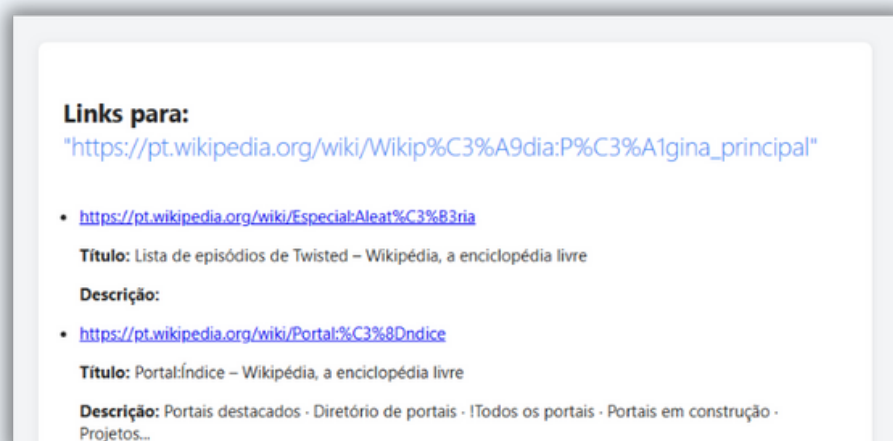 Links para:
"https://pt.wikipedia.org/wiki/Wikip%C3%A9dia:P%C3%A1gina_principal"
• https://pt.wikipedia.org/wiki/Especial:Aleat%C3%B3ria
Título: Lista de episódios de Twisted – Wikipédia, a enciclopédia livre
Descrição:
• https://pt.wikipedia.org/wiki/Portal:%C3%8Dndice
Título: Portal:Índice – Wikipédia, a enciclopédia livre
Descrição: Portais destacados · Diretório de portais · !Todos os portais · Portais em construção ·
Projetos...